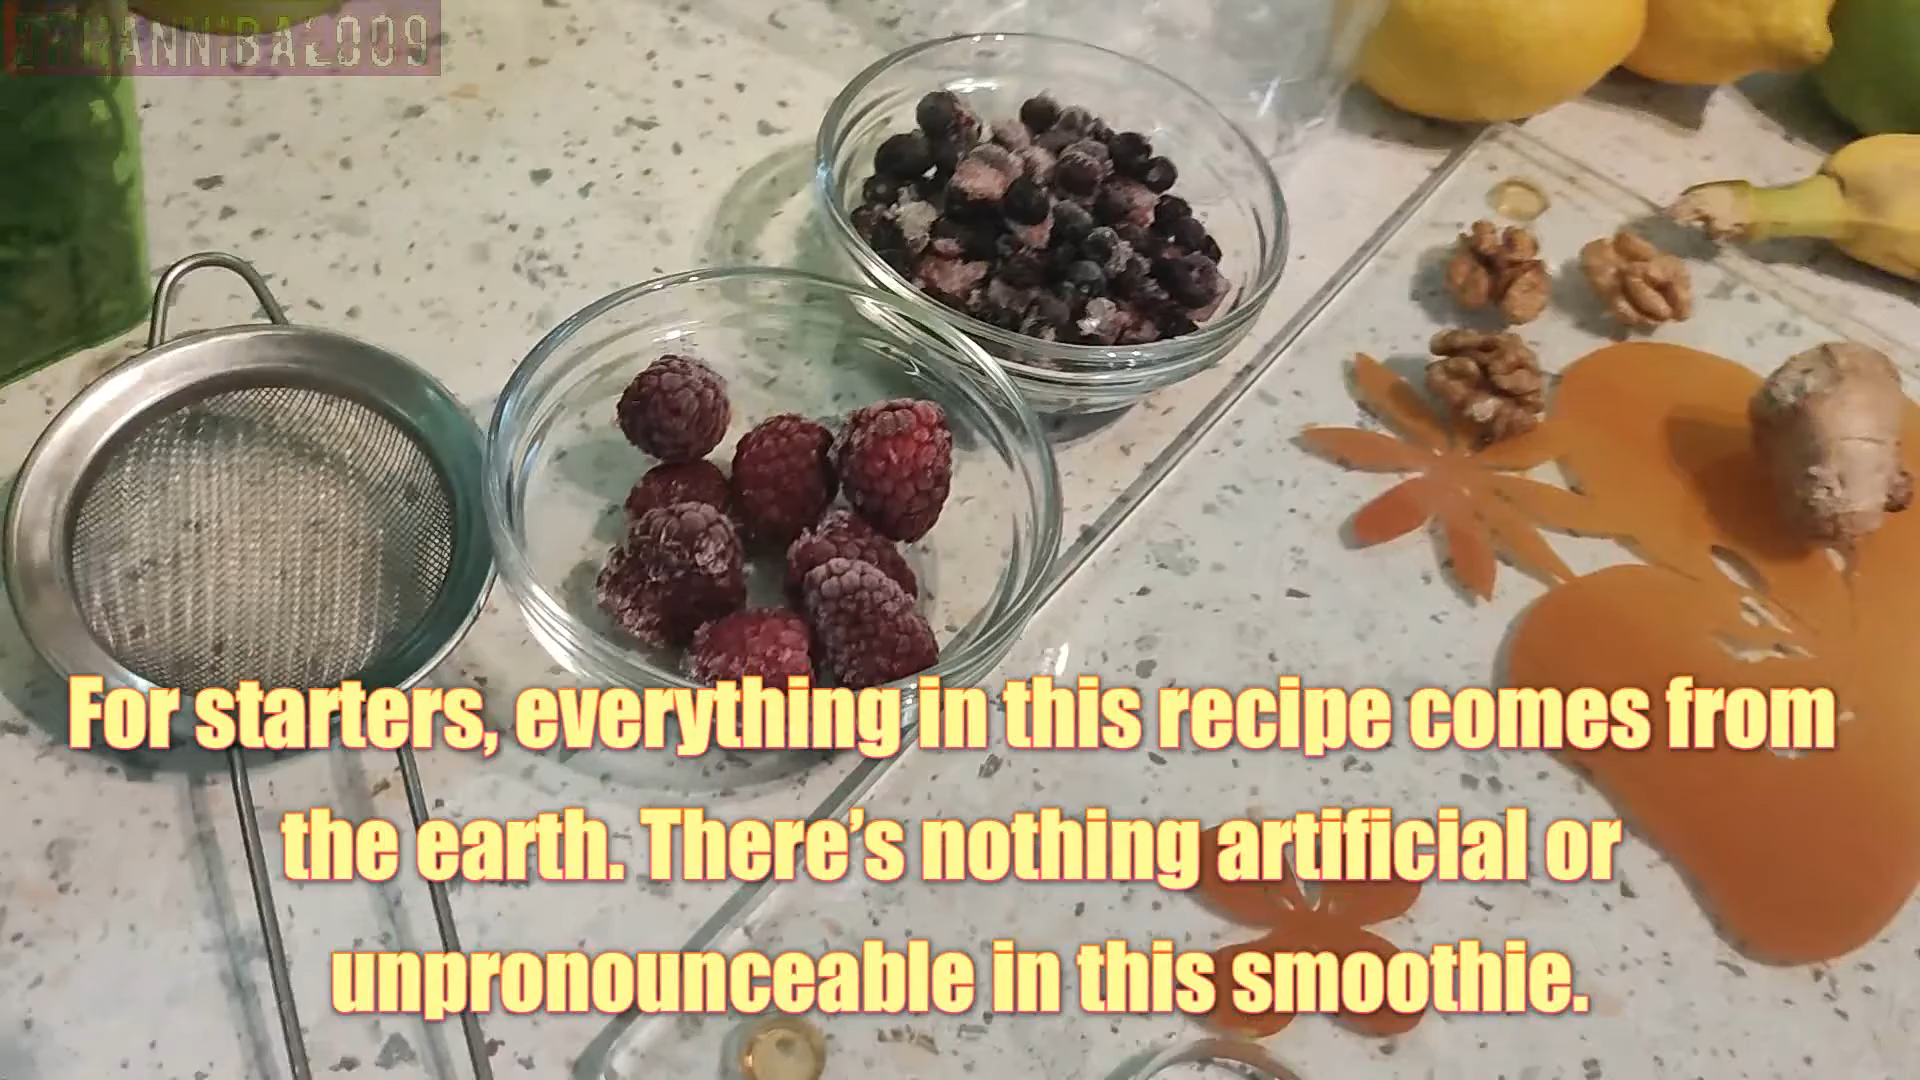 For starters, everything in this recipe comes from
the earth. There’s nothing artificial or
unpronounceable in this smoothie.